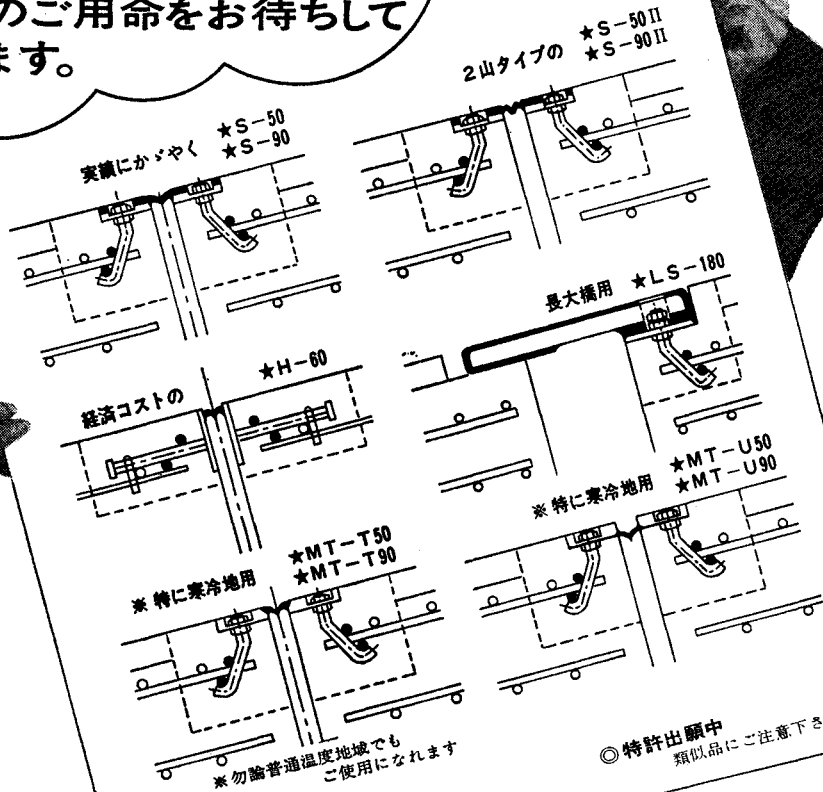 のご用命をお待ちして
ます。
実績にかゞやく ★S-50
★S-90
2山タイプの ★S-50II
★S-90II
長大橋用 ★LS-180
経済コストの ★H-60
※特に寒冷地用 ★MT-U50
★MT-U90
※特に寒冷地用 ★MT-T50
★MT-T90
※勿論普通温度地域でも
ご使用になれます
◎特許出願中
類似品にご注意下さ